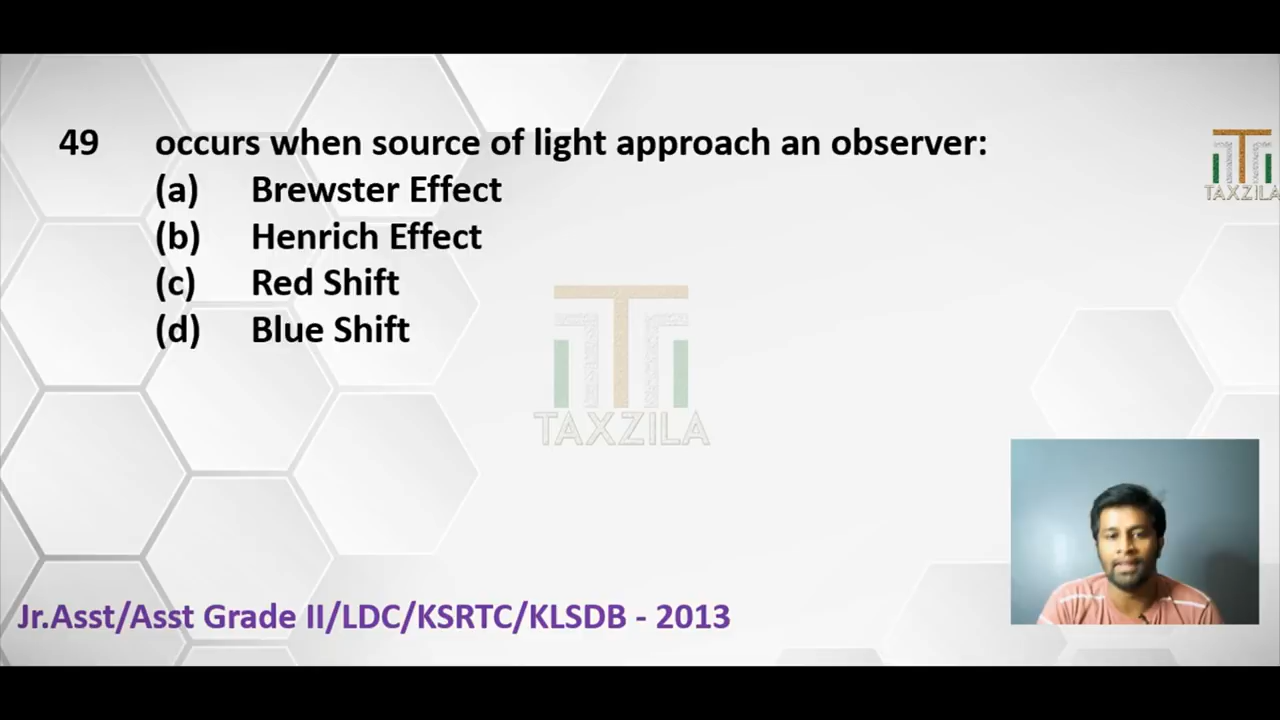 49 occurs when source of light approach an observer:
(a) Brewster Effect
(b) Henrich Effect
(c) Red Shift
(d) Blue Shift
TAXZILA
TAXZILA
Jr.Asst/Asst Grade II/LDC/KSRTC/KLSDB - 2013